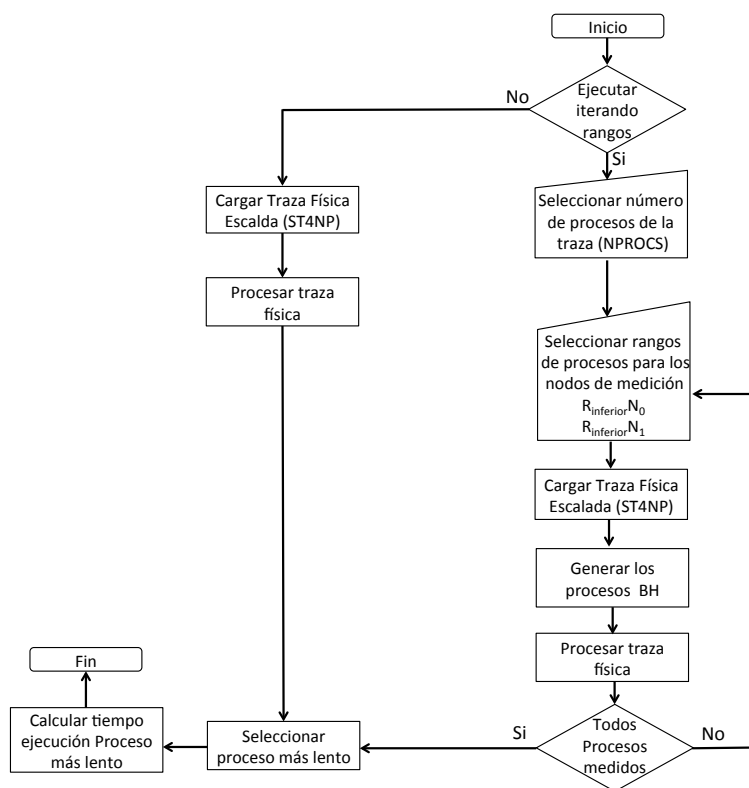 Inicio
Ejecutar
iterando
rangos
No
Si
Cargar Traza Física
Escalda (ST4NP)
Procesar traza
física
Seleccionar número
de procesos de la
traza (NPROCS)
Seleccionar rangos
de procesos para los
nodos de medición
RinferiorN0
RinferiorN1
Cargar Traza Física
Escalada (ST4NP)
Generar los
procesos BH
Procesar traza
física
Todos
Procesos
medidos
Si
No
Seleccionar
proceso más lento
Calcular tiempo
ejecución Proceso
más lento
Fin